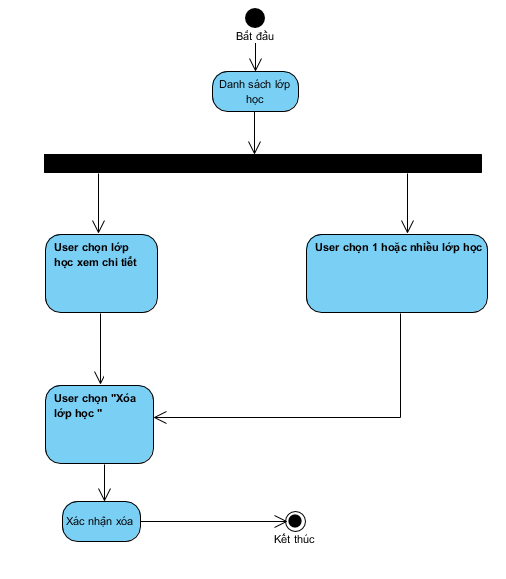 Bắt đầu
Danh sách lớp
học
User chọn lớp
học xem chi tiết
User chọn 1 hoặc nhiều lớp học
User chọn "Xóa
lớp học "
Xác nhận xóa
Kết thúc